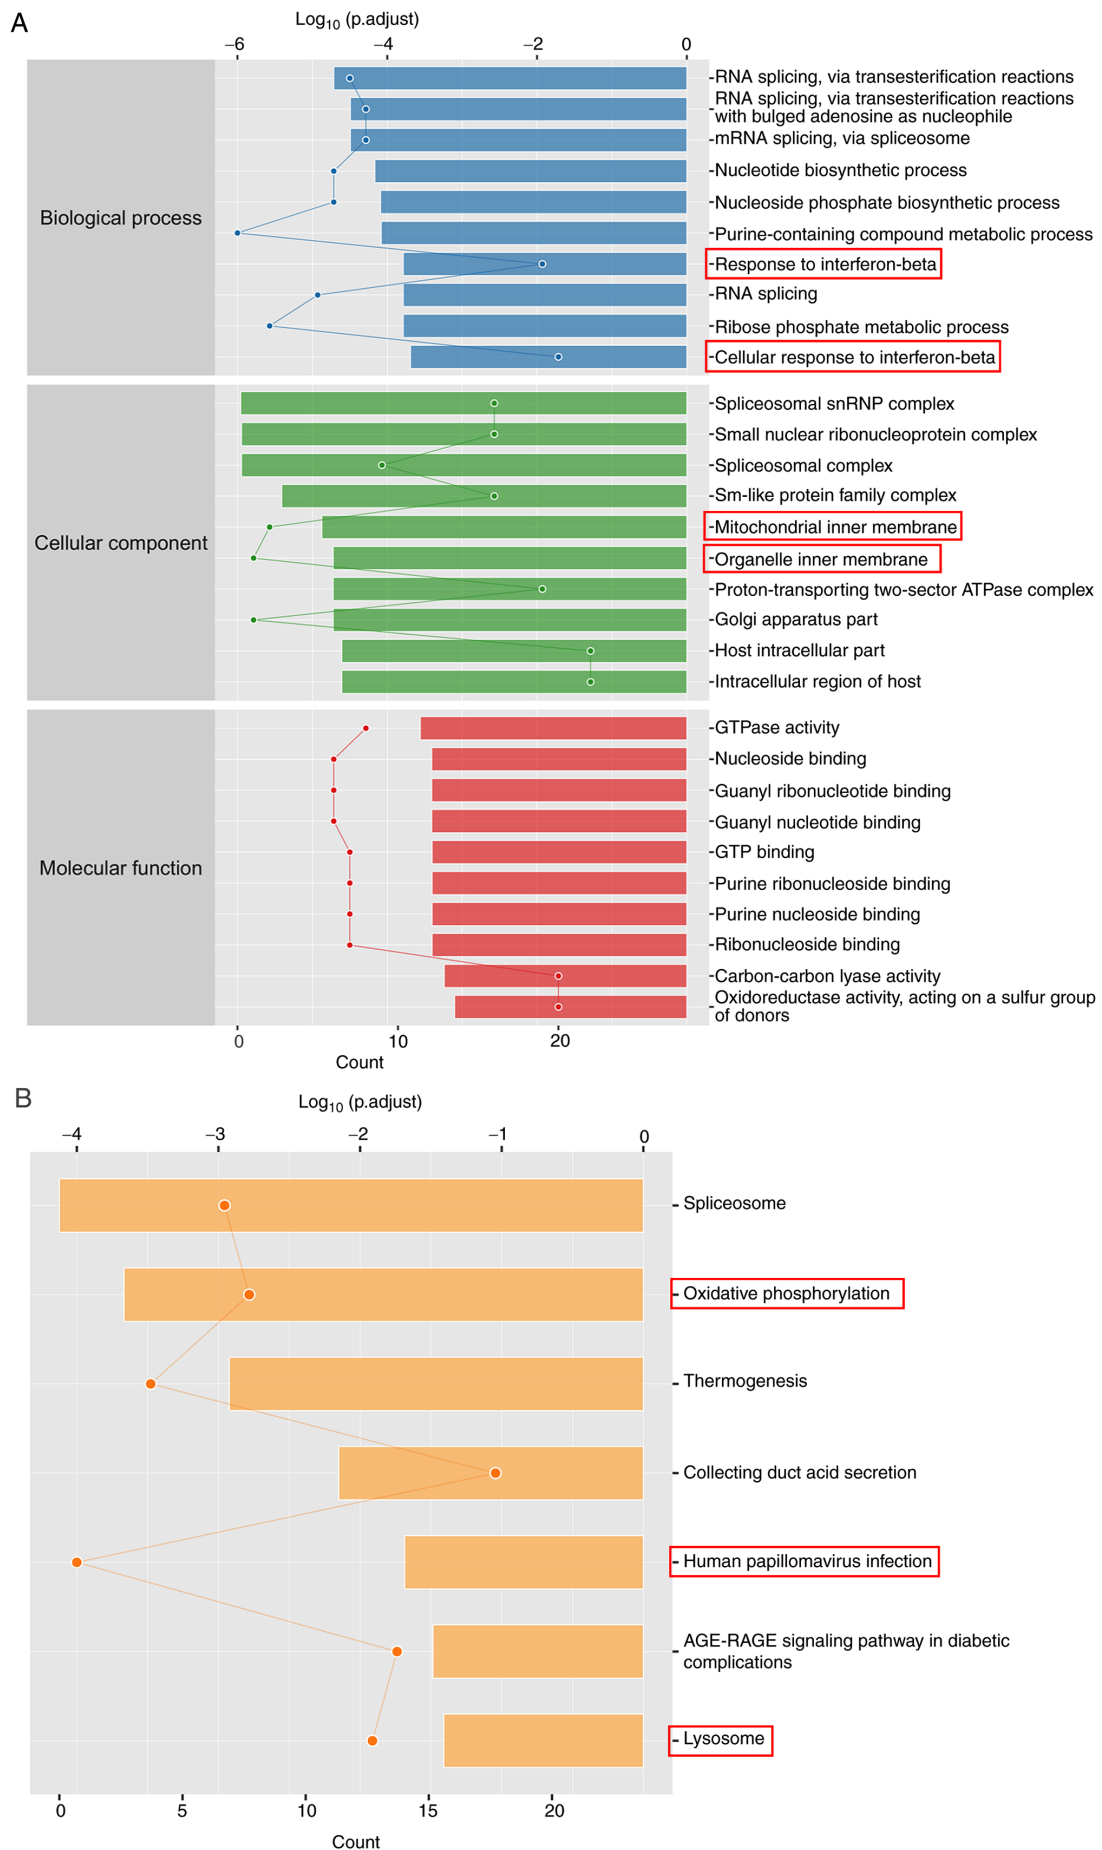 A
Log10 (p.adjust)
−6 −4 −2 0
Biological process
RNA splicing, via transesterification reactions
RNA splicing, via transesterification reactions
with bulged adenosine as nucleophile
mRNA splicing, via spliceosome
Nucleotide biosynthetic process
Nucleoside phosphate biosynthetic process
Purine-containing compound metabolic process
Response to interferon-beta
RNA splicing
Ribose phosphate metabolic process
Cellular response to interferon-beta
Cellular component
Spliceosomal snRNP complex
Small nuclear ribonucleoprotein complex
Spliceosomal complex
Sm-like protein family complex
Mitochondrial inner membrane
Organelle inner membrane
Proton-transporting two-sector ATPase complex
Golgi apparatus part
Host intracellular part
Intracellular region of host
Molecular function
GTPase activity
Nucleoside binding
Guanyl ribonucleotide binding
Guanyl nucleotide binding
GTP binding
Purine ribonucleoside binding
Purine nucleoside binding
Ribonucleoside binding
Carbon-carbon lyase activity
Oxidoreductase activity, acting on a sulfur group
of donors
0 10 20
Count
B
Log10 (p.adjust)
−4 −3 −2 −1 0
Spliceosome
Oxidative phosphorylation
Thermogenesis
Collecting duct acid secretion
Human papillomavirus infection
AGE-RAGE signaling pathway in diabetic
complications
Lysosome
0 5 10 15 20
Count